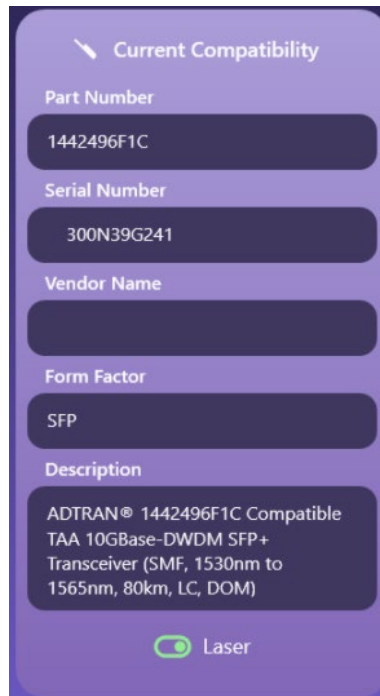 Current Compatibility
Part Number
1442496F1C
Serial Number
300N39G241
Vendor Name
Form Factor
SFP
Description
ADTRAN® 1442496F1C Compatible
TAA 10GBase-DWDM SFP+
Transceiver (SMF, 1530nm to
1565nm, 80km, LC, DOM)
Laser